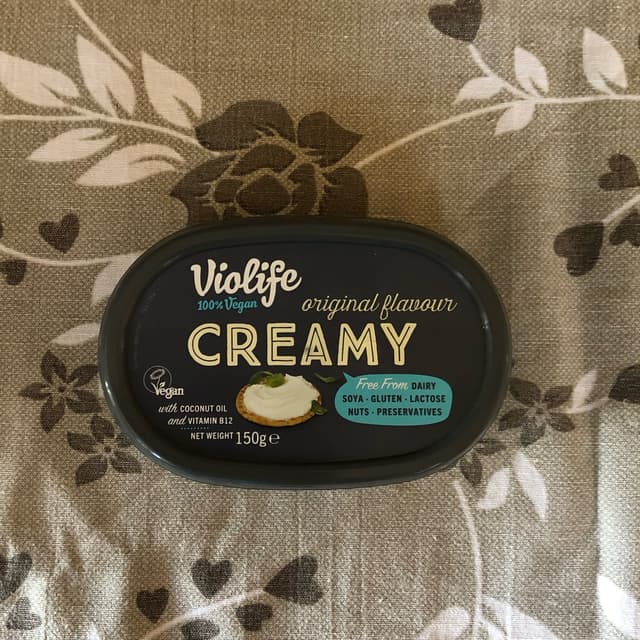 Violife
100% Vegan
original flavour
CREAMY
Vegan
with COCONUT OIL
and VITAMIN B12
NET WEIGHT 150g e
Free From DAIRY
SOYA - GLUTEN - LACTOSE
NUTS - PRESERVATIVES